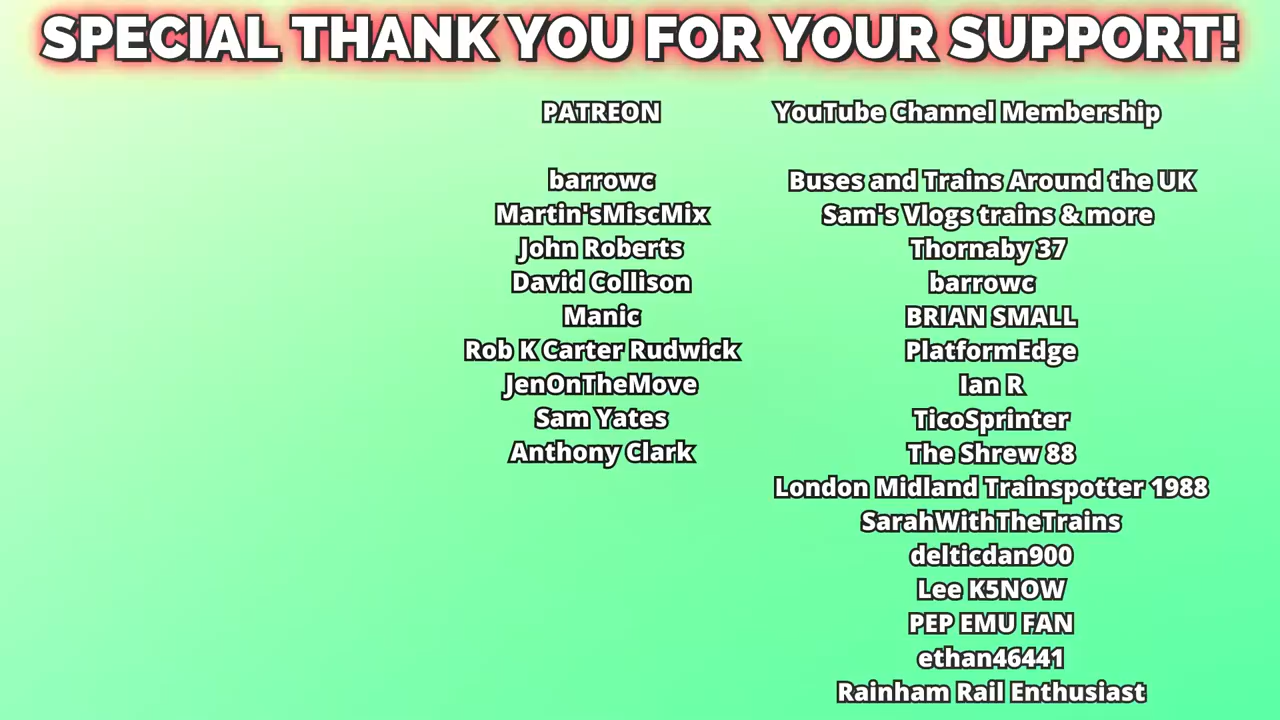 SPECIAL THANK YOU FOR YOUR SUPPORT!
PATREON
barrowc
Martin'sMiscMix
John Roberts
David Collison
Manic
Rob K Carter Rudwick
JenOnTheMove
Sam Yates
Anthony Clark
YouTube Channel Membership
Buses and Trains Around the UK
Sam's Vlogs trains & more
Thornaby 37
barrowc
BRIAN SMALL
PlatformEdge
Ian R
TicoSprinter
The Shrew 88
London Midland Trainspotter 1988
SarahWithTheTrains
delticdan900
Lee K5NOW
PEP EMU FAN
ethan46441
Rainham Rail Enthusiast